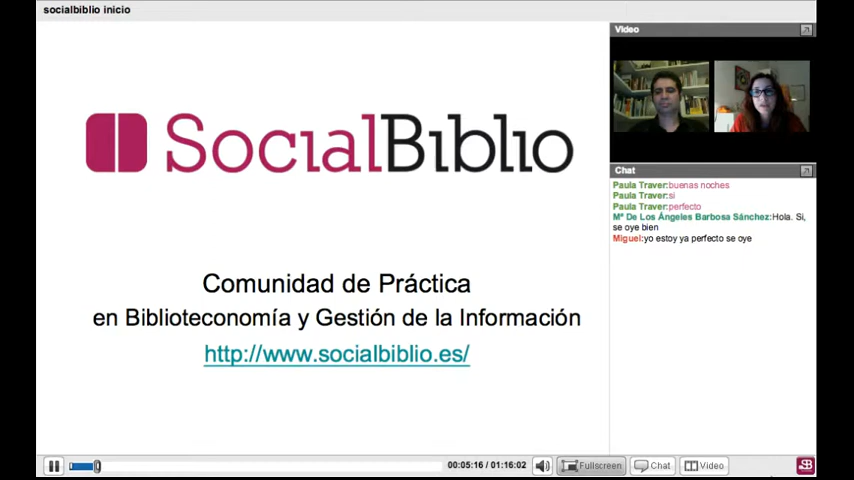 socialbiblio inicio
SocialBiblio
Comunidad de Práctica
en Biblioteconomía y Gestión de la Información
http://www.socialbiblio.es/
Video
Chat
Paula Traver:buenas noches
Paula Traver:si
Paula Traver:perfecto
Mª De Los Ángeles Barbosa Sánchez:Hola. Si,
se oye bien
Miguel:yo estoy ya perfecto se oye
00:05:16 / 01:16:02
Fullscreen
Chat
Video
SB